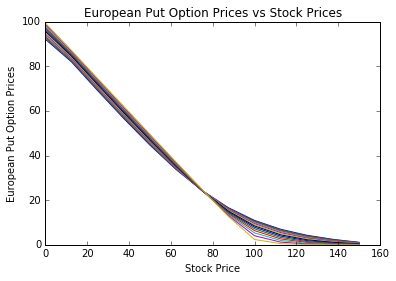 European Put Option Prices vs Stock Prices
European Put Option Prices
100
80
60
40
20
0
0 20 40 60 80 100 120 140 160
Stock Price